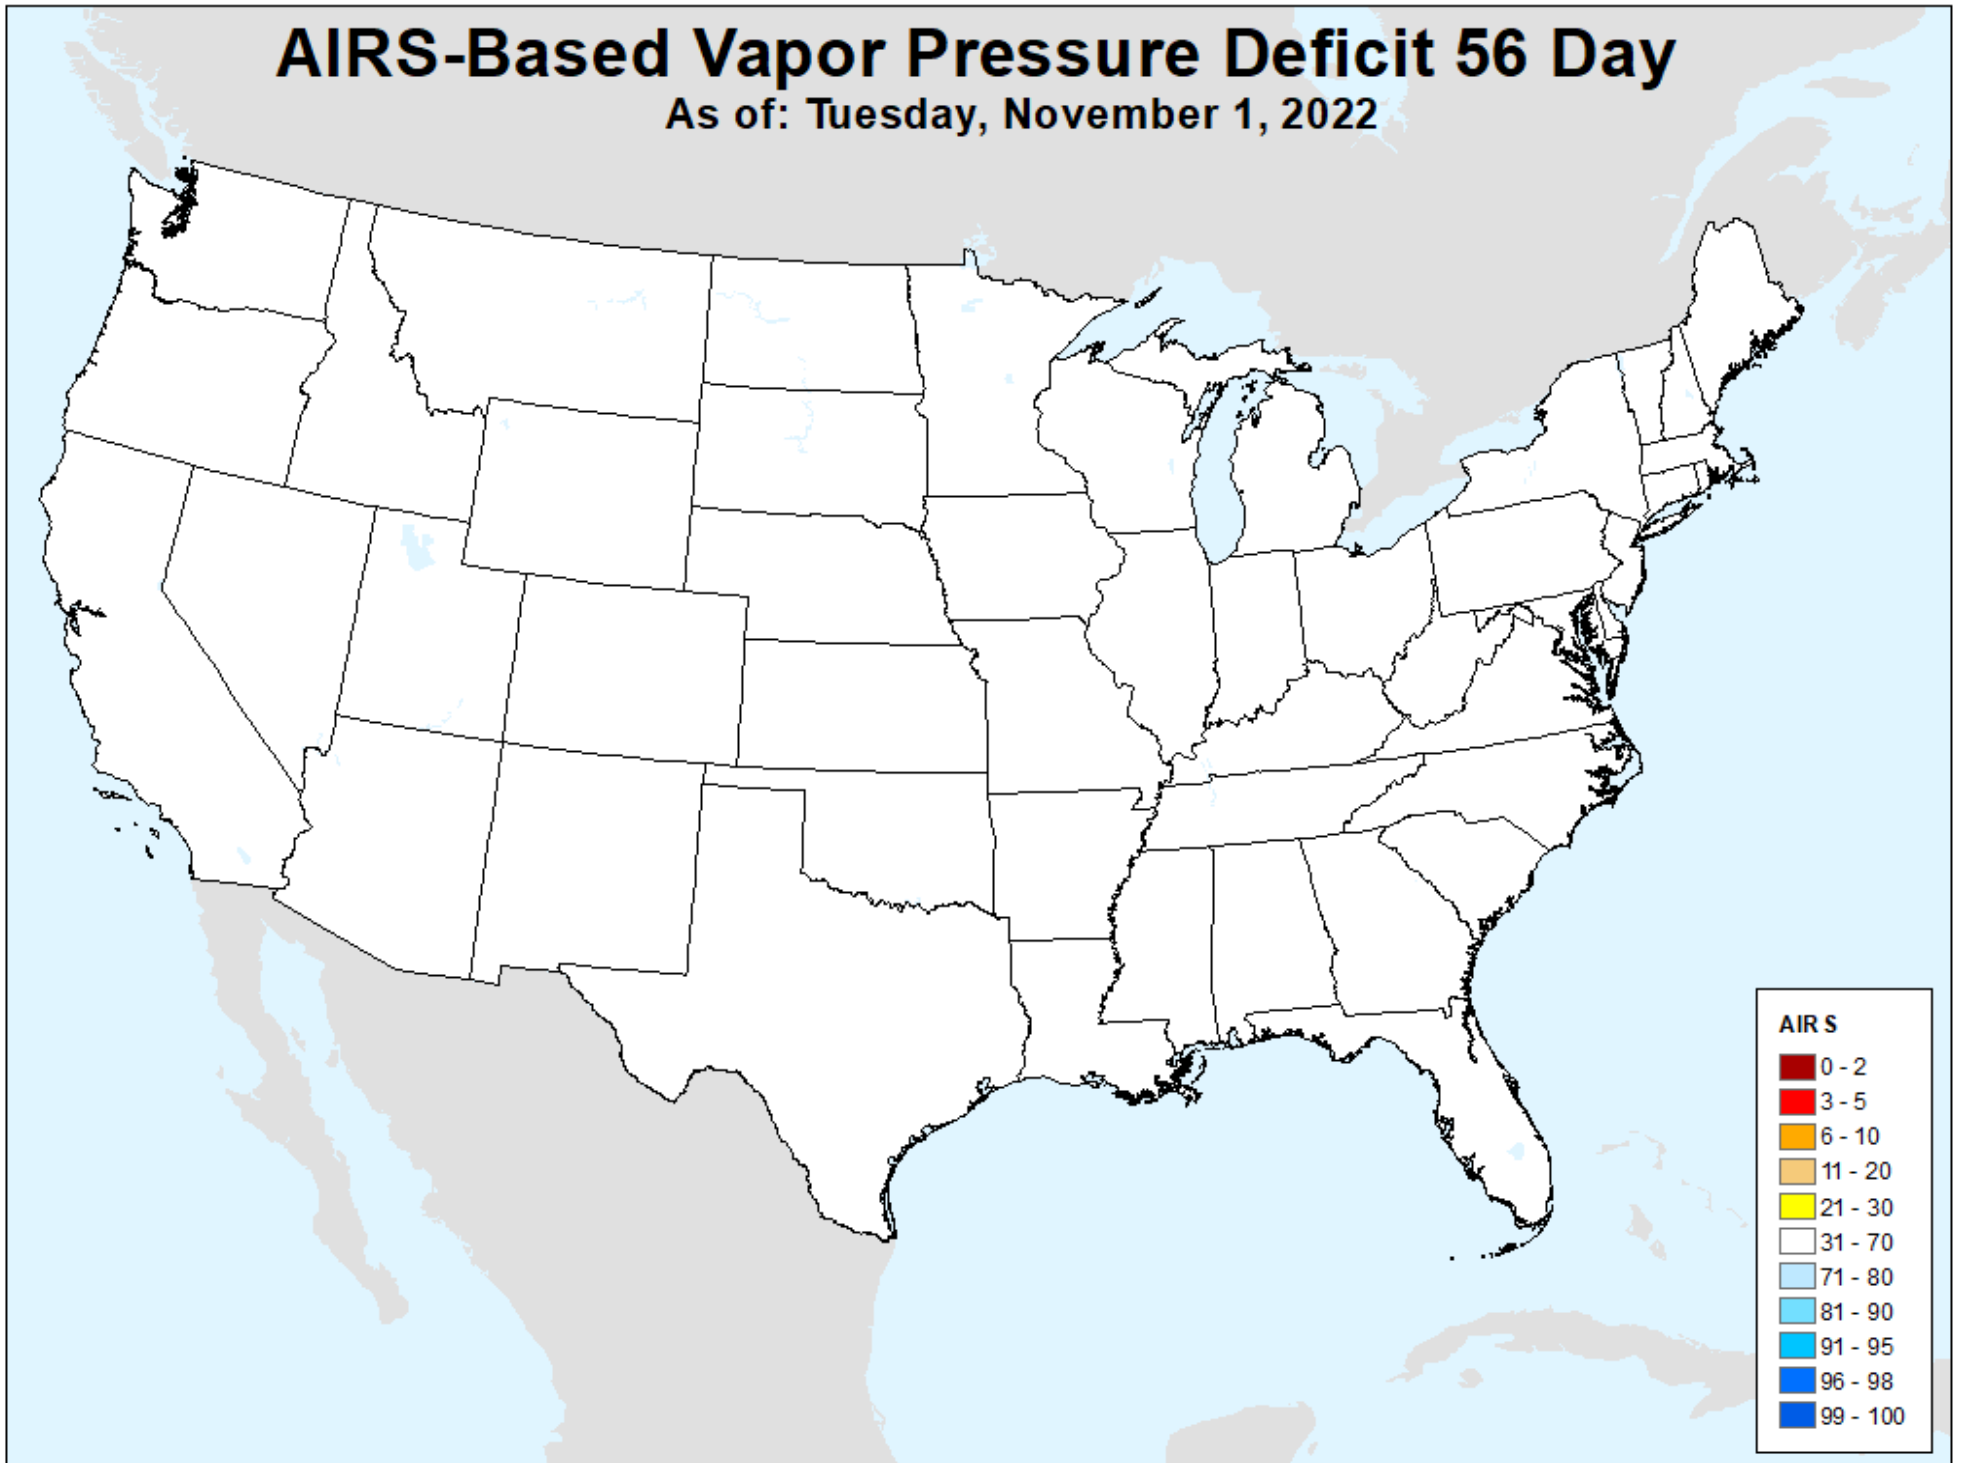 AIRS-Based Vapor Pressure Deficit 56 Day
As of: Tuesday, November 1, 2022
AIRS
0 - 2
3 - 5
6 - 10
11 - 20
21 - 30
31 - 70
71 - 80
81 - 90
91 - 95
96 - 98
99 - 100